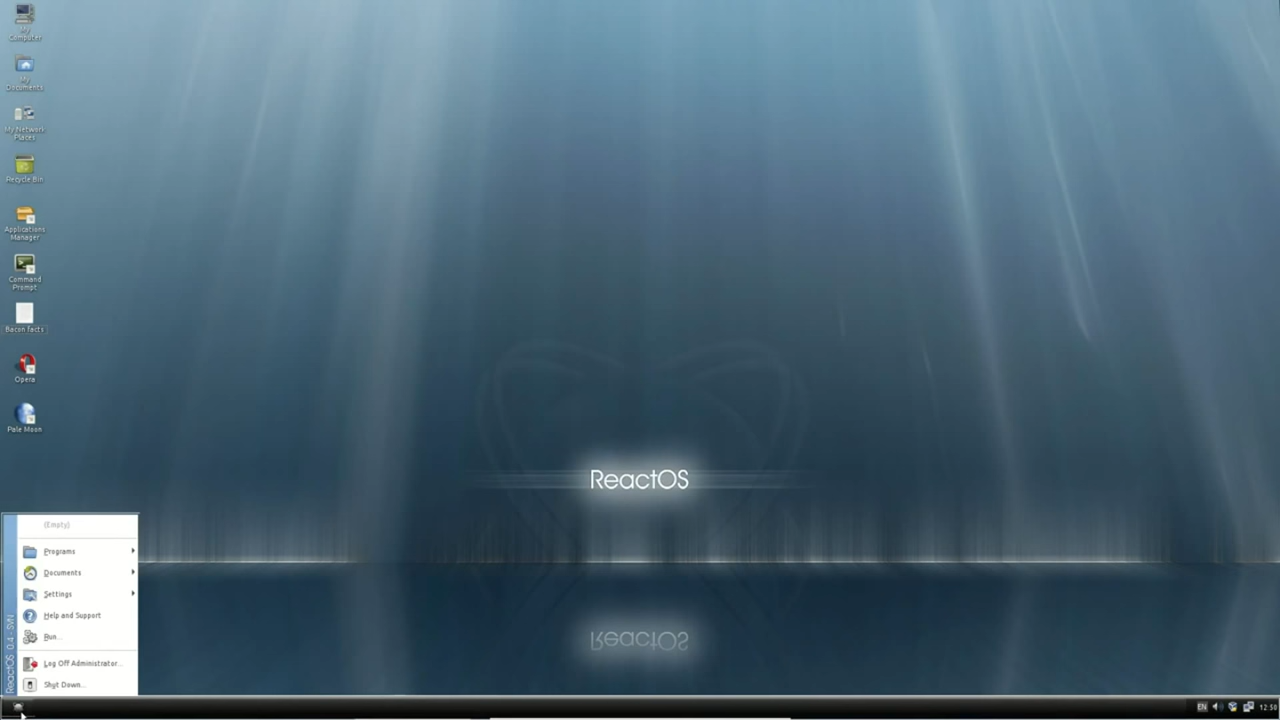 My
Computer
My
Documents
My Network
Places
Recycle Bin
Applications
Manager
Command
Prompt
Bacon facts
Opera
Pale Moon
ReactOS
ReactOS
(Empty)
Programs
Documents
Settings
Help and Support
Run...
Log Off Administrator...
Shut Down...
ReactOS 0.4 - SVN
EN
12:50